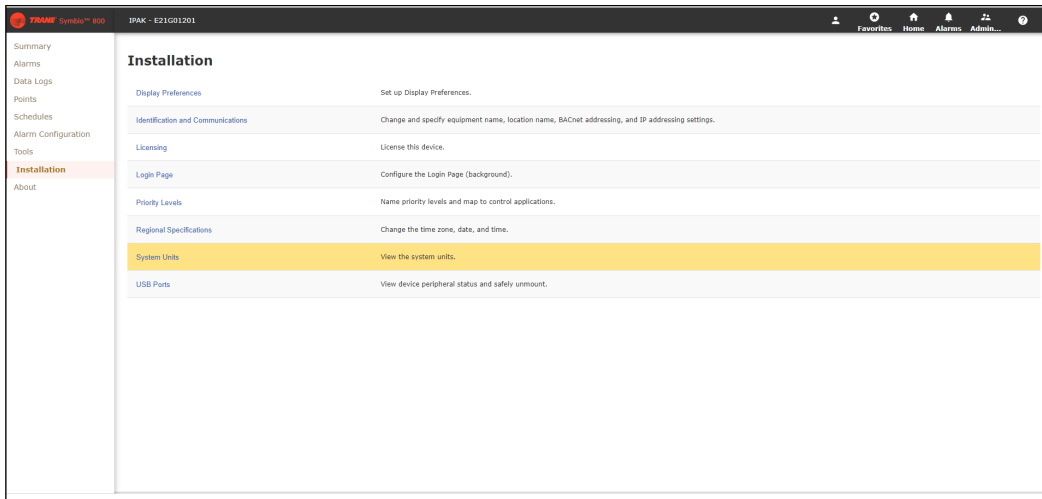 TRANE Symbio™ 800
IPAK - E21G01201
Favorites Home Alarms Admin...
Summary
Alarms
Data Logs
Points
Schedules
Alarm Configuration
Tools
Installation
About
Installation
Display Preferences Set up Display Preferences.
Identification and Communications Change and specify equipment name, location name, BACnet addressing, and IP addressing settings.
Licensing License this device.
Login Page Configure the Login Page (background).
Priority Levels Name priority levels and map to control applications.
Regional Specifications Change the time zone, date, and time.
System Units View the system units.
USB Ports View device peripheral status and safely unmount.